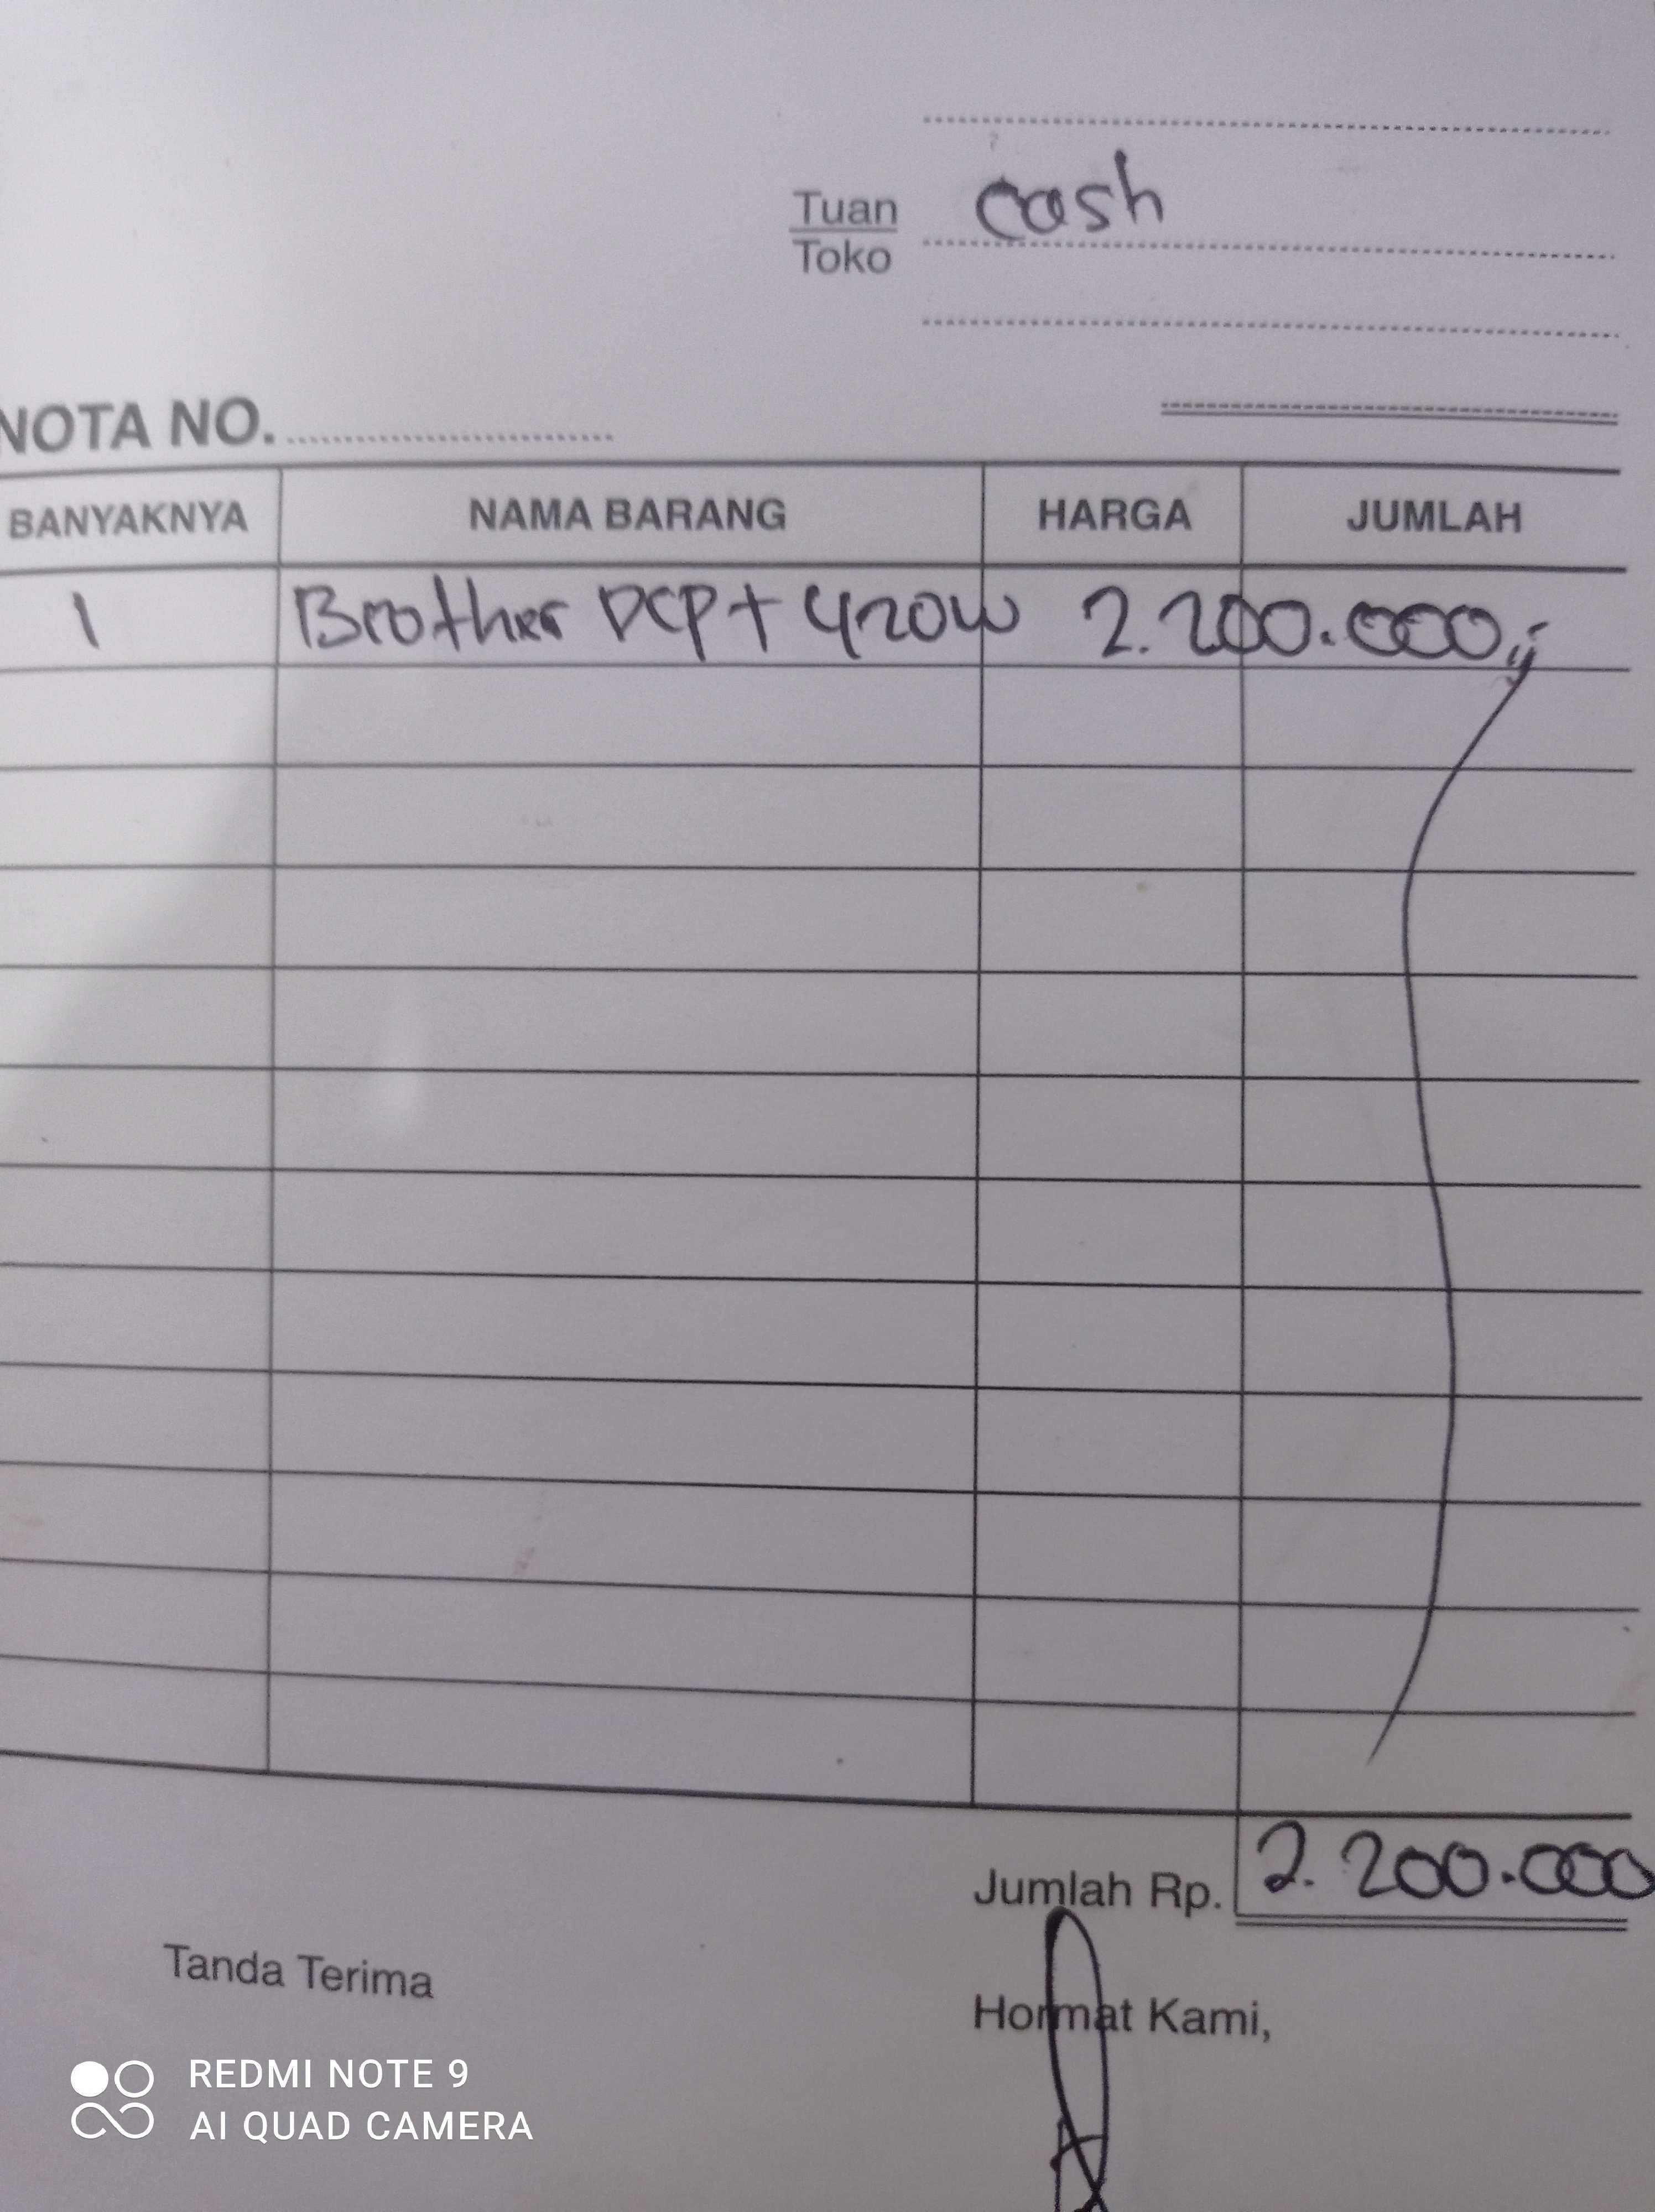 Tuan cash
Toko
NOTA NO. ........................
BANYAKNYA NAMA BARANG HARGA JUMLAH
1 Brother DCP T 420W 2.200.000,-
Jumlah Rp. 2.200.000
Tanda Terima
Hormat Kami,
REDMI NOTE 9
AI QUAD CAMERA